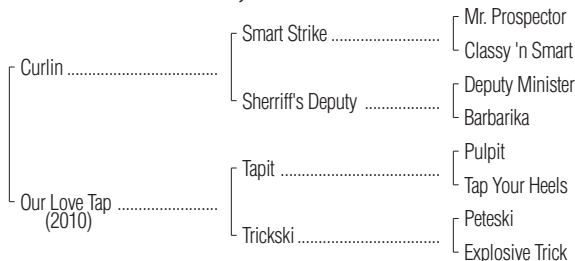 Mr. Prospector
Smart Strike ........................
Classy 'n Smart
Curlin .................................
Deputy Minister
Sherriff's Deputy ................
Barbarika
Pulpit
Tapit ...................................
Tap Your Heels
Our Love Tap ......................
(2010)
Peteski
Trickski ...............................
Explosive Trick